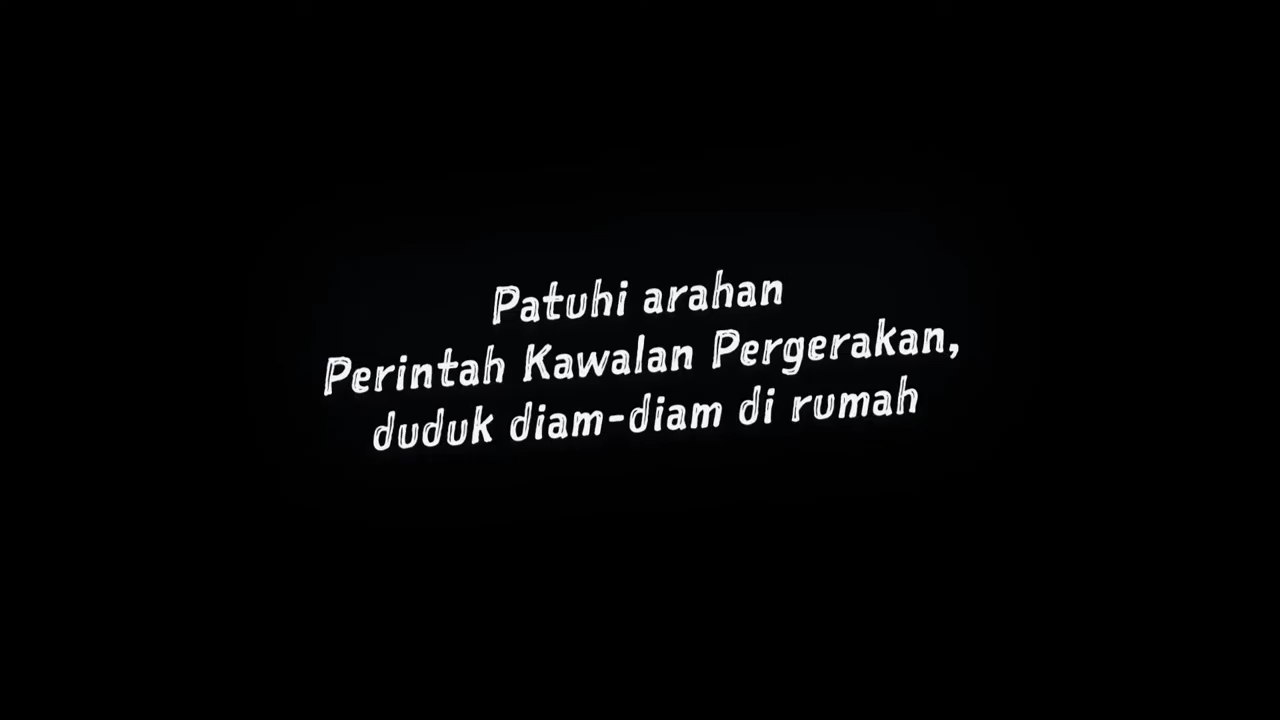 Patuhi arahan
Perintah Kawalan Pergerakan,
duduk diam-diam di rumah